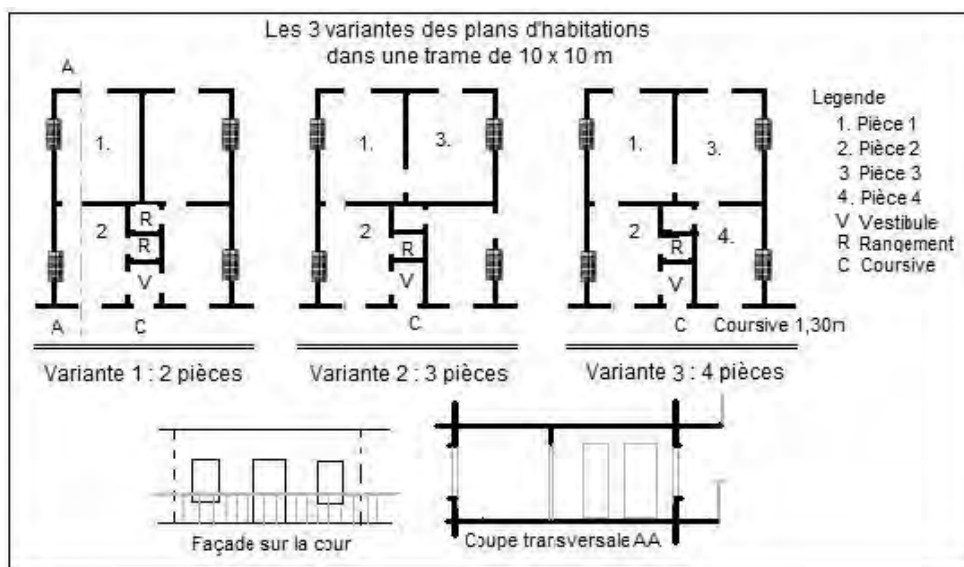 Les 3 variantes des plans d'habitations
dans une trame de 10 x 10 m
A
1.
2
R
R
V
A
C
1.
3.
2
R
V
C
1.
3.
2
R
4.
V
C
Coursive 1,30m
Legende
1. Pièce 1
2. Pièce 2
3 Pièce 3
4. Pièce 4
V Vestibule
R Rangement
C Coursive
Variante 1 : 2 pièces
Variante 2 : 3 pièces
Variante 3 : 4 pièces
Façade sur la cour
Coupe transversale AA